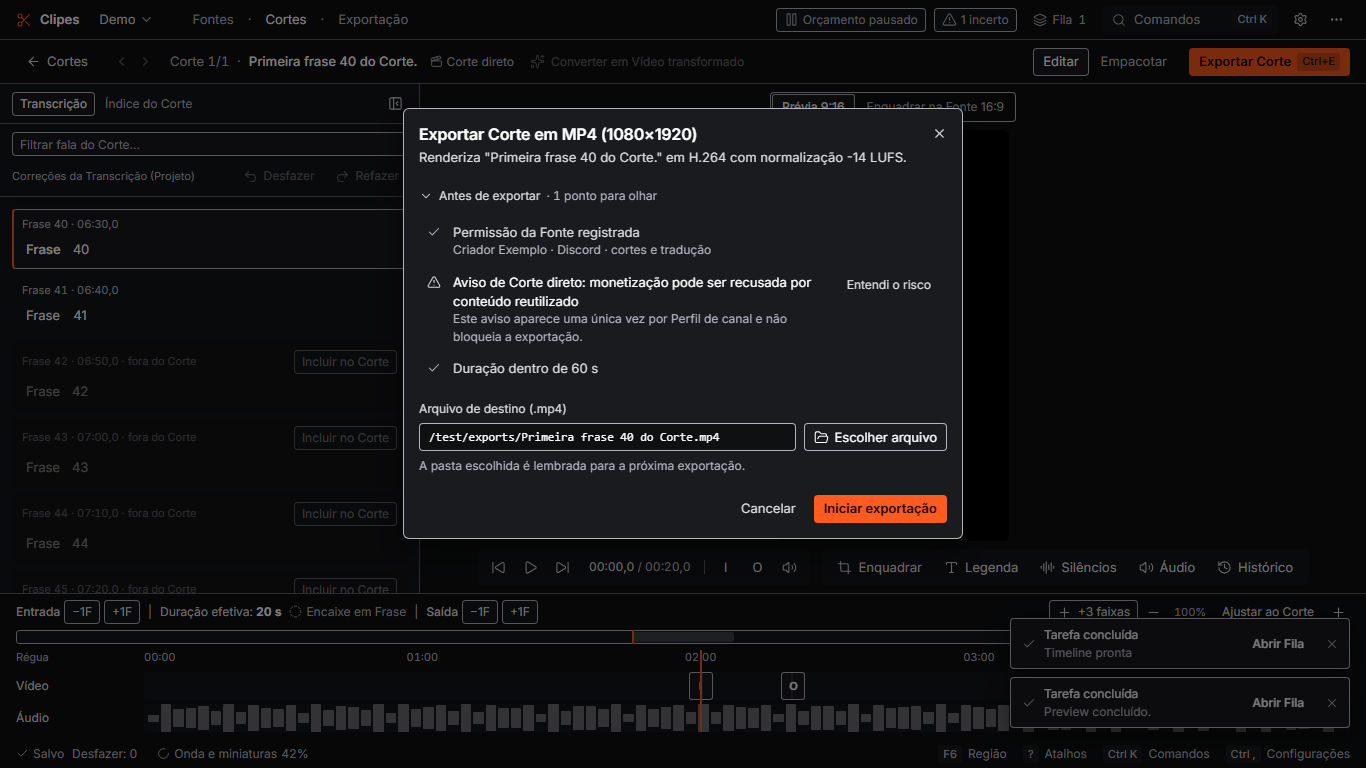 Clipes Demo Fontes · Cortes · Exportação Orçamento pausado 1 incerto Fila 1 Comandos Ctrl K
Cortes Corte 1/1 · Primeira frase 40 do Corte. Corte direto Converter em Vídeo transformado Editar Empacotar Exportar Corte Ctrl+E
Transcrição Índice do Corte
Prévia 9:16 Enquadrar na Fonte 16:9
Filtrar fala do Corte...
Correções da Transcrição (Projeto) Desfazer Refazer
Frase 40 · 06:30,0
Frase 40
Frase 41 · 06:40,0
Frase 41
Frase 42 · 06:50,0 · fora do Corte Incluir no Corte
Frase 42
Frase 43 · 07:00,0 · fora do Corte Incluir no Corte
Frase 43
Frase 44 · 07:10,0 · fora do Corte Incluir no Corte
Frase 44
Frase 45 · 07:20,0 · fora do Corte Incluir no Corte
Exportar Corte em MP4 (1080×1920)
Renderiza "Primeira frase 40 do Corte." em H.264 com normalização -14 LUFS.
Antes de exportar · 1 ponto para olhar
Permissão da Fonte registrada
Criador Exemplo · Discord · cortes e tradução
Aviso de Corte direto: monetização pode ser recusada por
conteúdo reutilizado
Entendi o risco
Este aviso aparece uma única vez por Perfil de canal e não
bloqueia a exportação.
Duração dentro de 60 s
Arquivo de destino (.mp4)
/test/exports/Primeira frase 40 do Corte.mp4 Escolher arquivo
A pasta escolhida é lembrada para a próxima exportação.
Cancelar Iniciar exportação
00:00,0 / 00:20,0 I O Enquadrar Legenda Silêncios Áudio Histórico
Entrada −1F +1F Duração efetiva: 20 s Encaixe em Frase Saída −1F +1F +3 faixas 100% Ajustar ao Corte
Régua 00:00 01:00 02:00 03:00
Vídeo O
Áudio
Tarefa concluída
Timeline pronta
Abrir Fila
Tarefa concluída
Preview concluído.
Abrir Fila
Salvo Desfazer: 0 Onda e miniaturas 42% F6 Região ? Atalhos Ctrl K Comandos Ctrl , Configurações